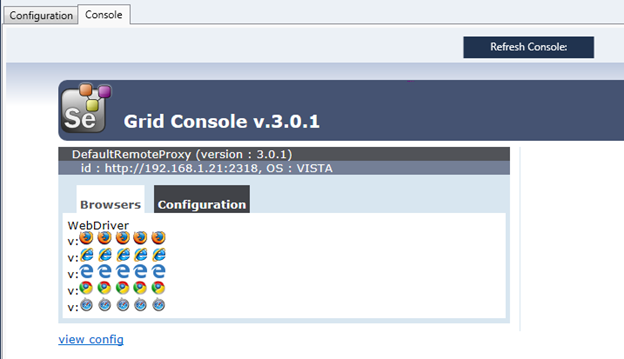 Configuration Console
Refresh Console:
Se
Grid Console v.3.0.1
DefaultRemoteProxy (version : 3.0.1)
id : http://192.168.1.21:2318, OS : VISTA
Browsers Configuration
WebDriver
v:
v:
v:
v:
v:
view config